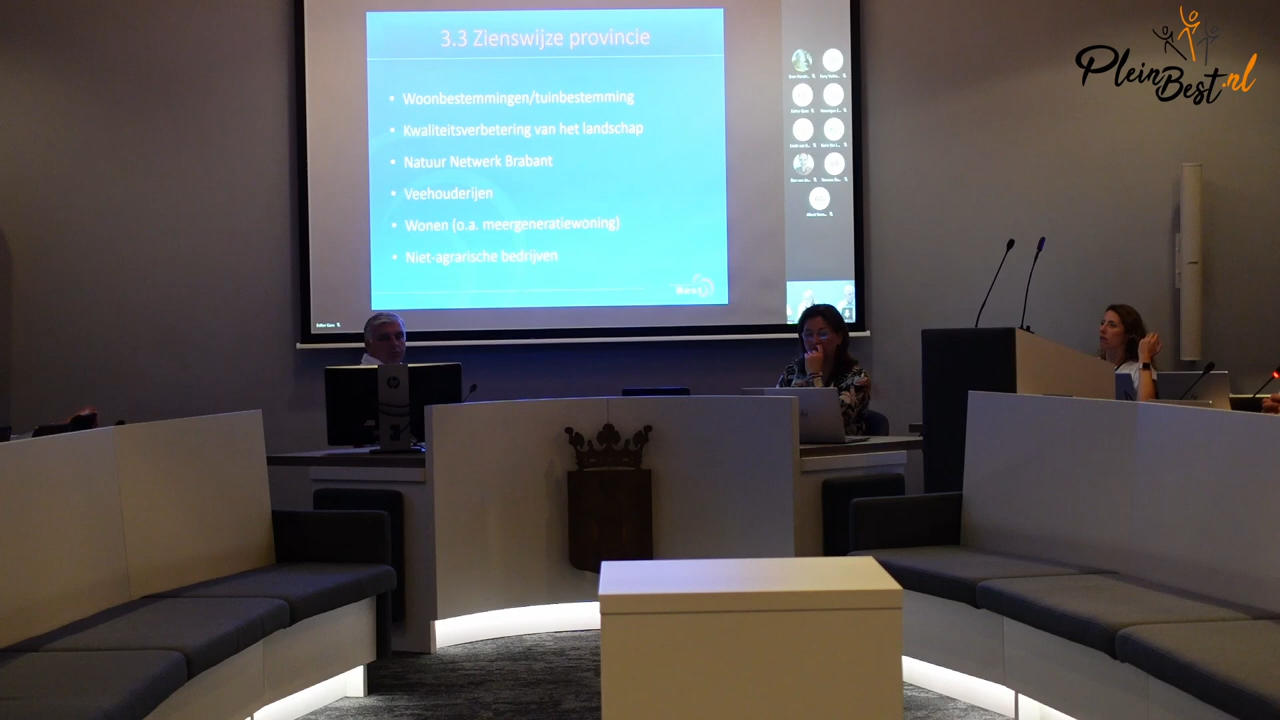 3.3 Zienswijze provincie
• Woonbestemmingen/tuinbestemming
• Kwaliteitsverbetering van het landschap
• Natuur Netwerk Brabant
• Veehouderijen
• Wonen (o.a. meergeneratiewoning)
• Niet-agrarische bedrijven
PleinBest.nl
hp